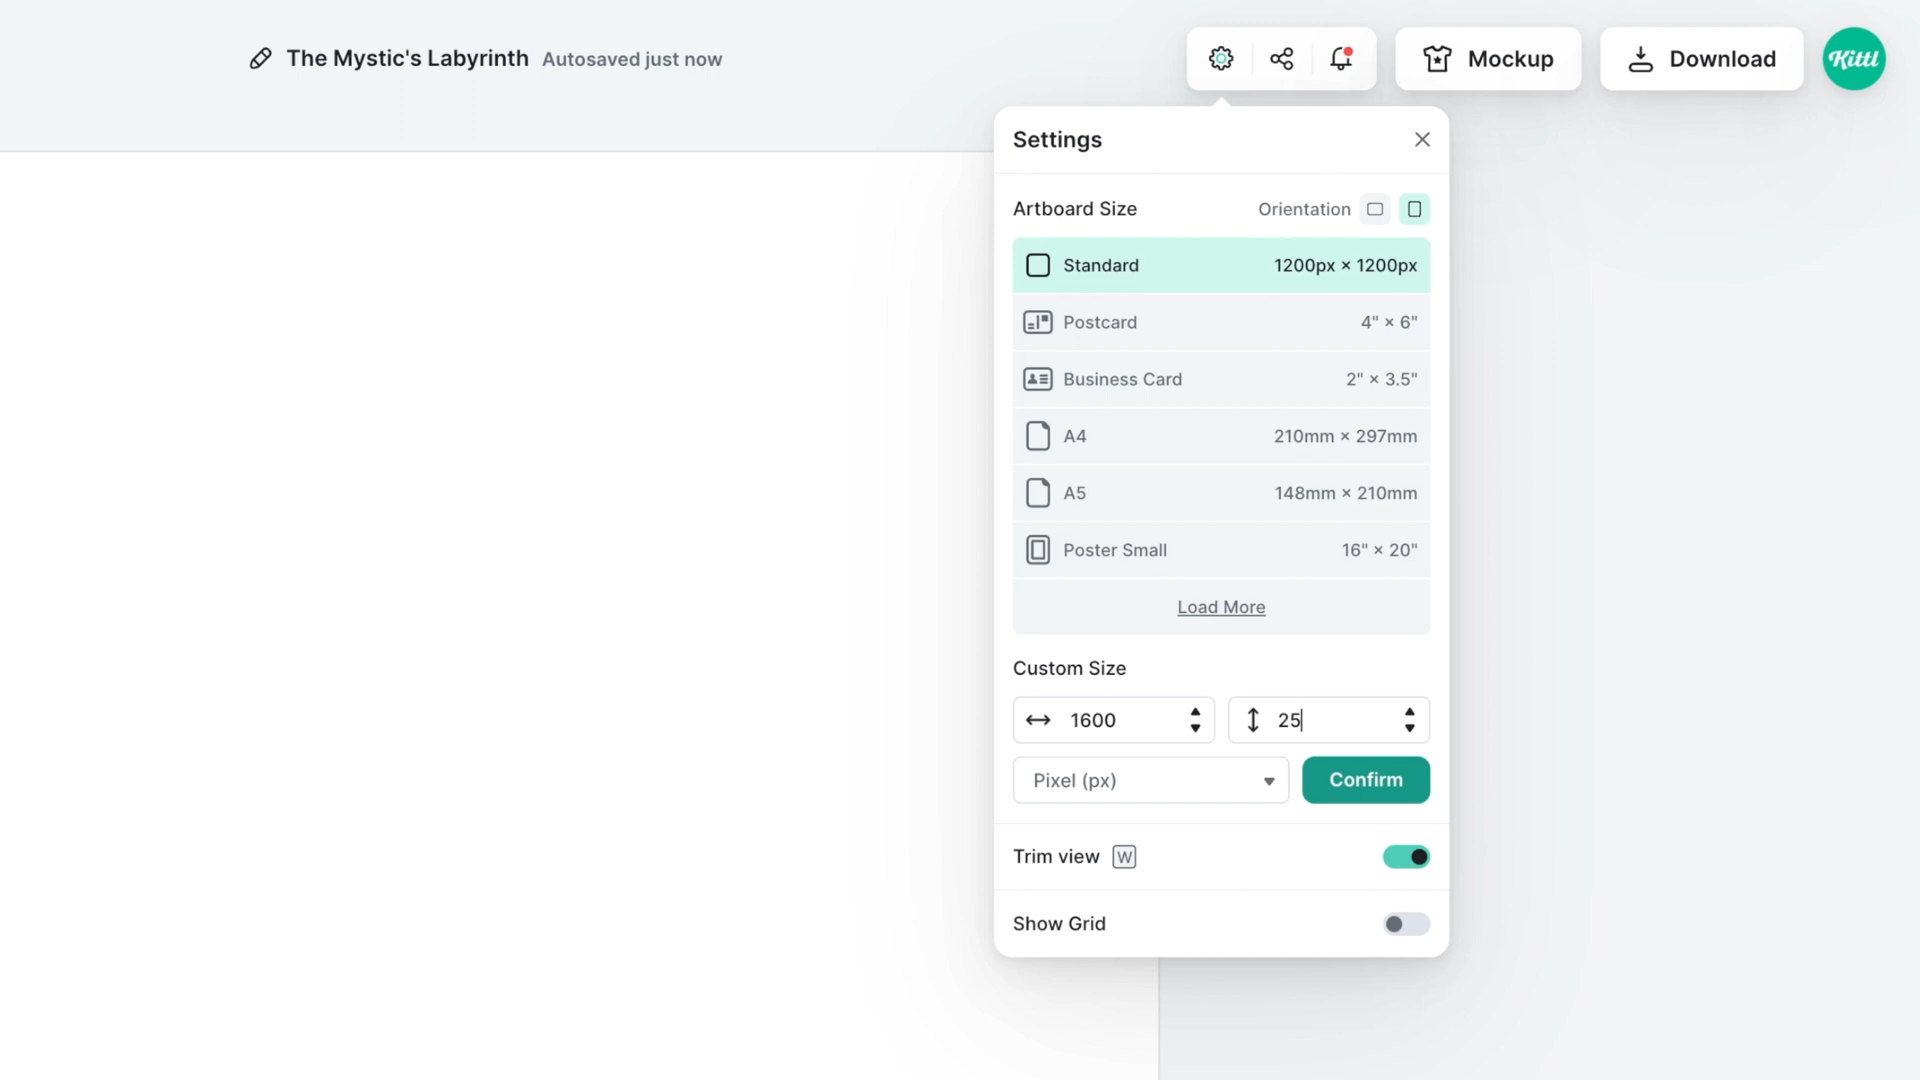 The Mystic's Labyrinth Autosaved just now
Mockup
Download
Kittl
Settings
Artboard Size
Orientation
Standard 1200px × 1200px
Postcard 4" × 6"
Business Card 2" × 3.5"
A4 210mm × 297mm
A5 148mm × 210mm
Poster Small 16" × 20"
Load More
Custom Size
1600
25
Pixel (px)
Confirm
Trim view W
Show Grid